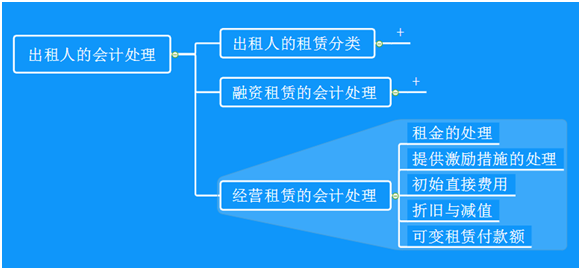 出租人的会计处理
出租人的租赁分类
融资租赁的会计处理
经营租赁的会计处理
租金的处理
提供激励措施的处理
初始直接费用
折旧与减值
可变租赁付款额